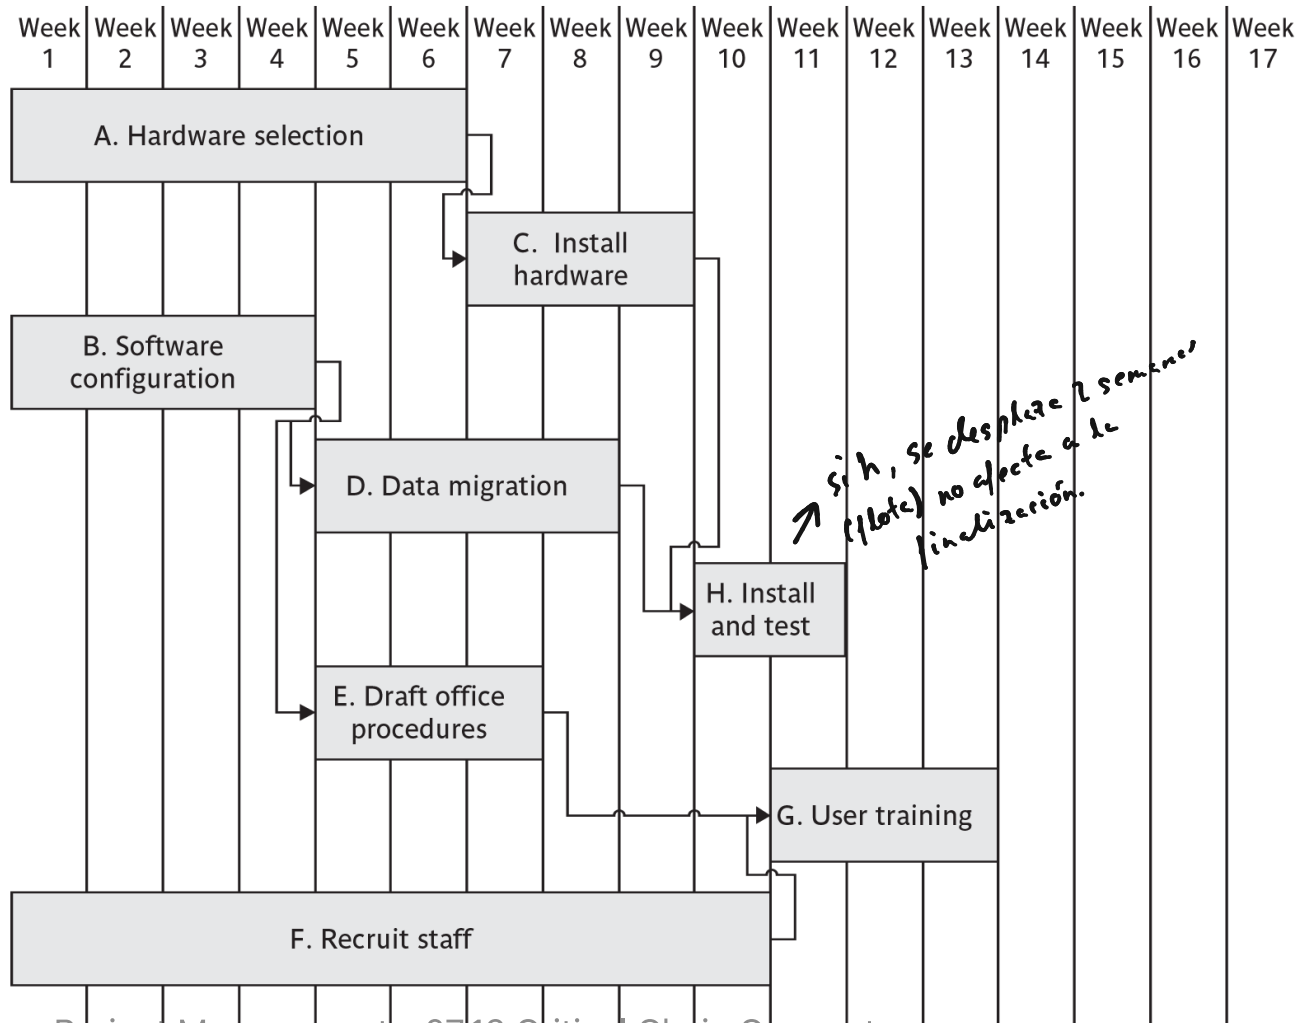 Week Week Week Week Week Week Week Week Week Week Week Week Week Week Week Week Week
1 2 3 4 5 6 7 8 9 10 11 12 13 14 15 16 17
A. Hardware selection
C. Install
hardware
B. Software
configuration
si h, se desplaza 2 semanas
(flota) no afecta a la
finalización.
D. Data migration
H. Install
and test
E. Draft office
procedures
G. User training
F. Recruit staff